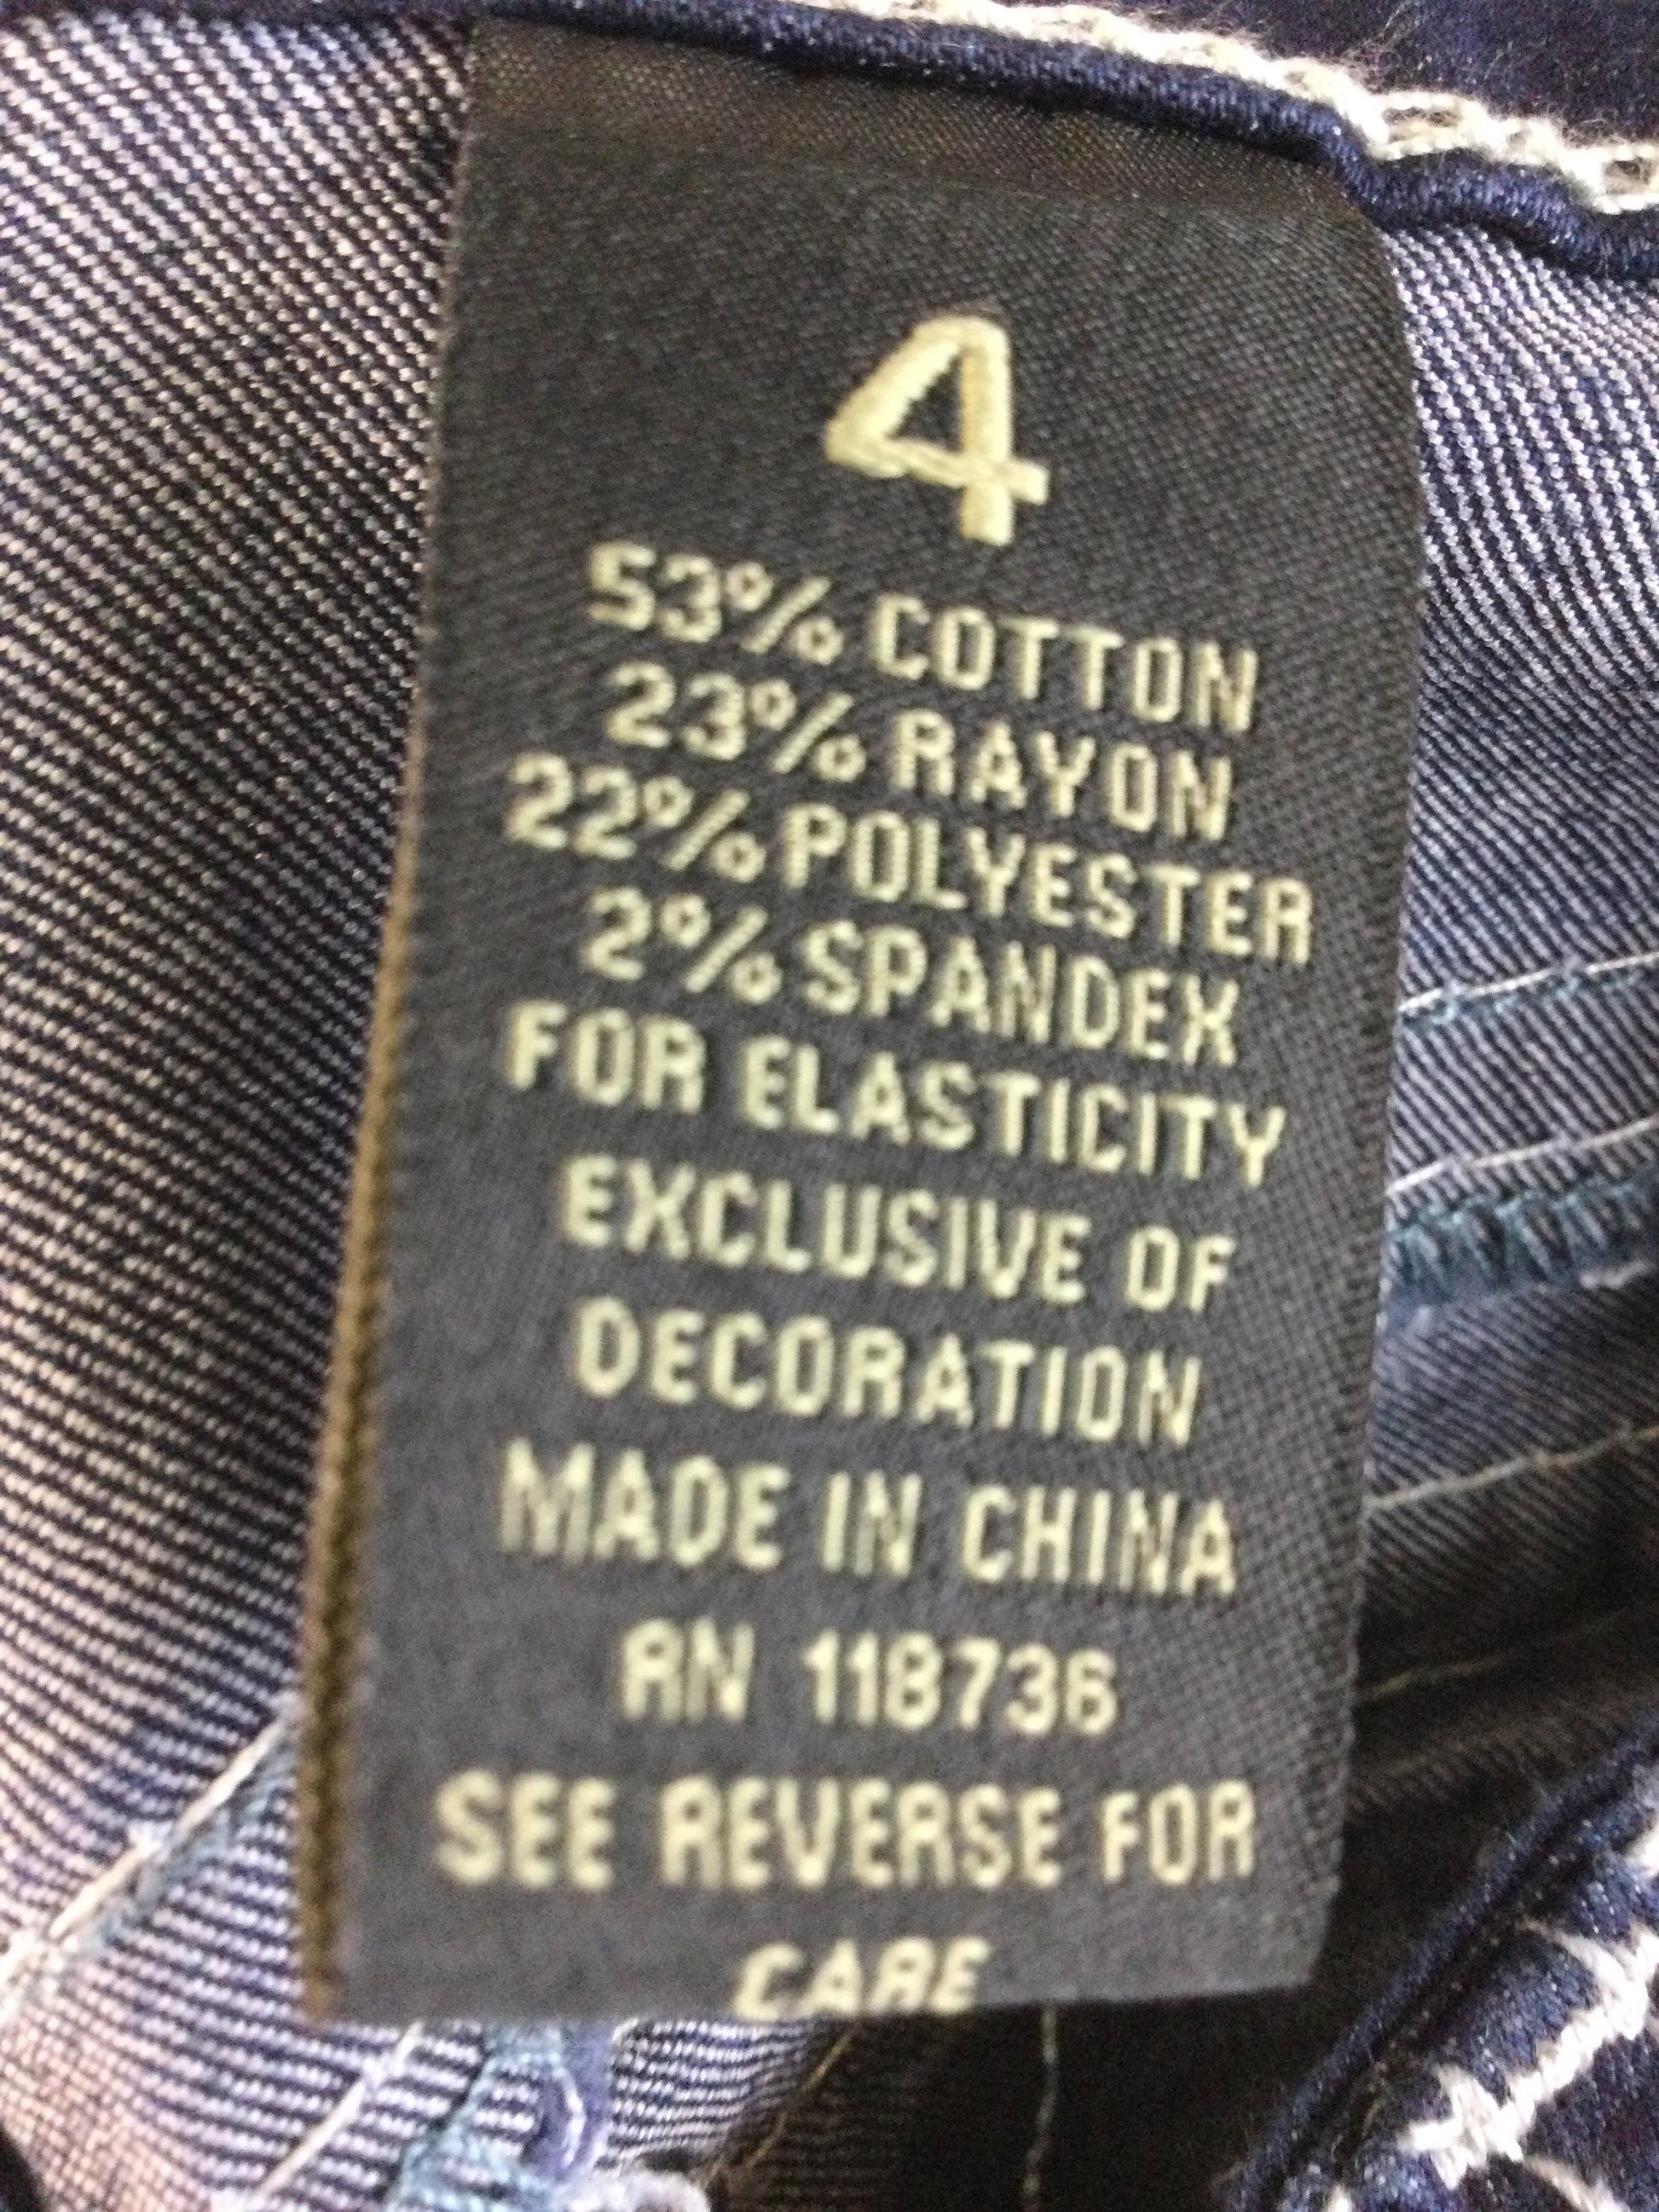 4
53% COTTON
23% RAYON
22% POLYESTER
2% SPANDEX
FOR ELASTICITY
EXCLUSIVE OF
DECORATION
MADE IN CHINA
RN 118736
SEE REVERSE FOR
CARE